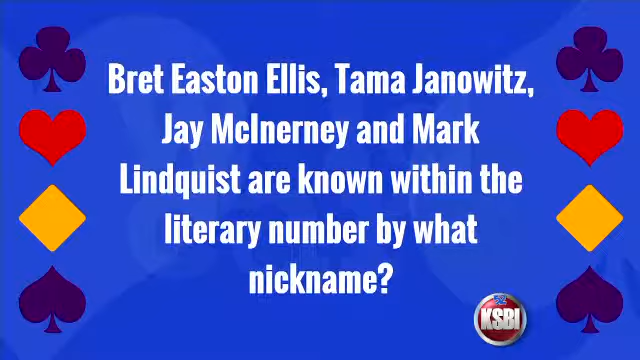 Bret Easton Ellis, Tama Janowitz,
Jay McInerney and Mark
Lindquist are known within the
literary number by what
nickname?
52
KSBI